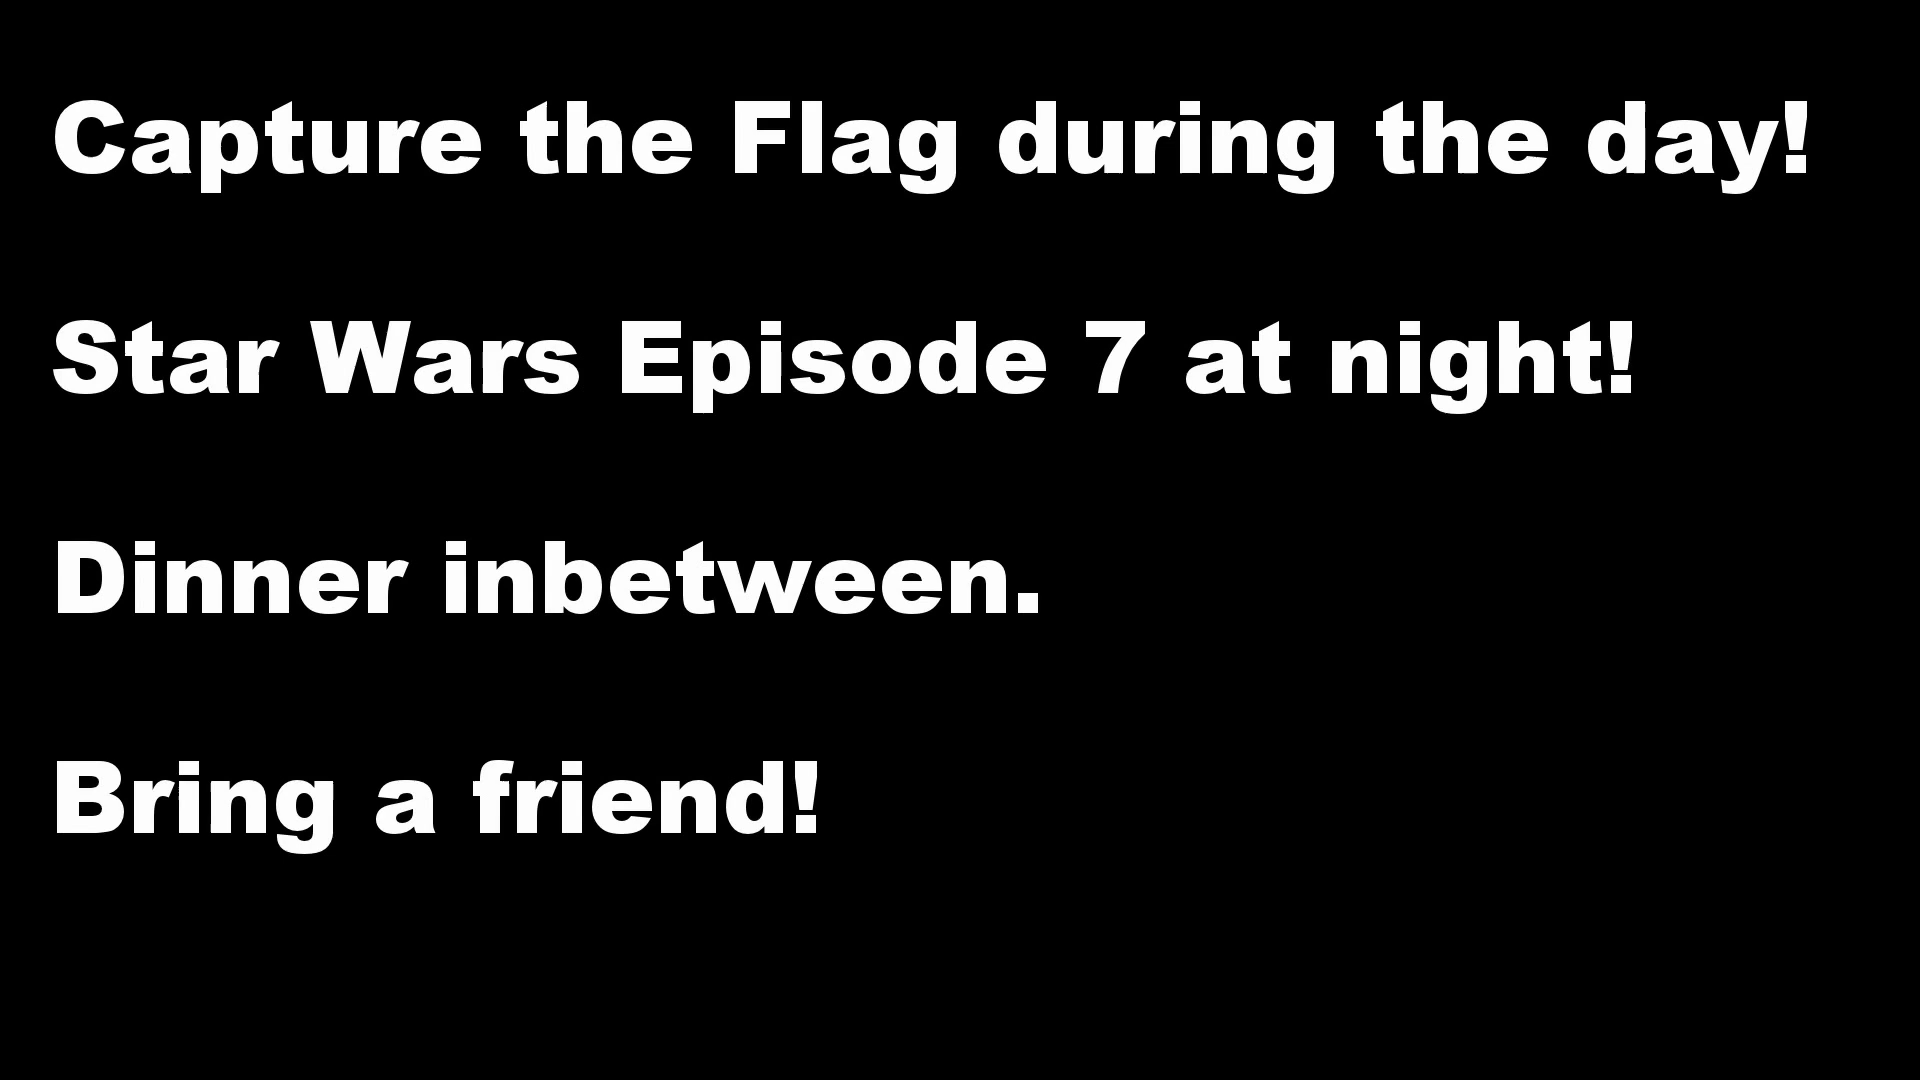 Capture the Flag during the day!
Star Wars Episode 7 at night!
Dinner inbetween.
Bring a friend!